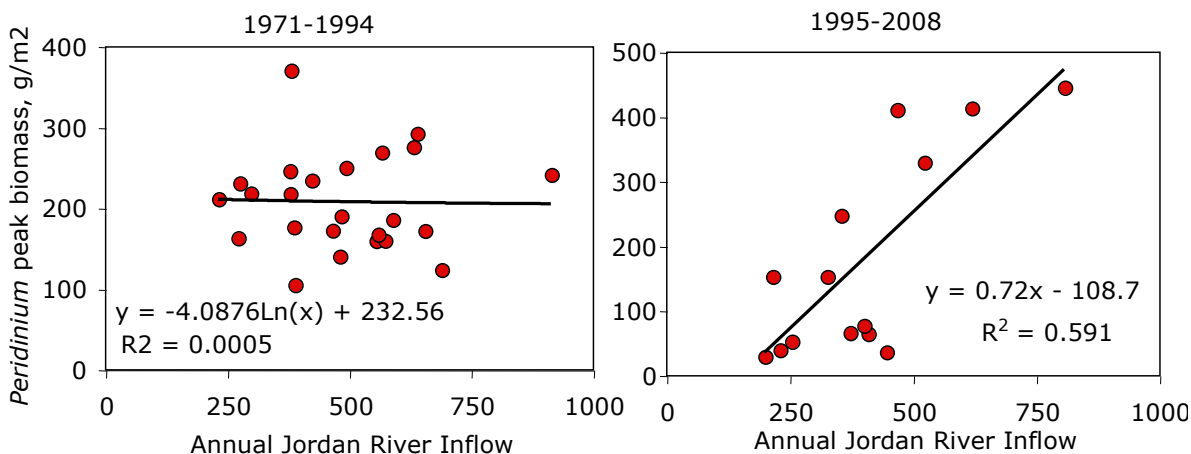 1971-1994
Peridinium peak biomass, g/m2
400
300
200
100
0
y = -4.0876Ln(x) + 232.56
R2 = 0.0005
0 250 500 750 1000
Annual Jordan River Inflow
1995-2008
500
400
300
200
100
0
y = 0.72x - 108.7
R² = 0.591
0 250 500 750 1000
Annual Jordan River Inflow